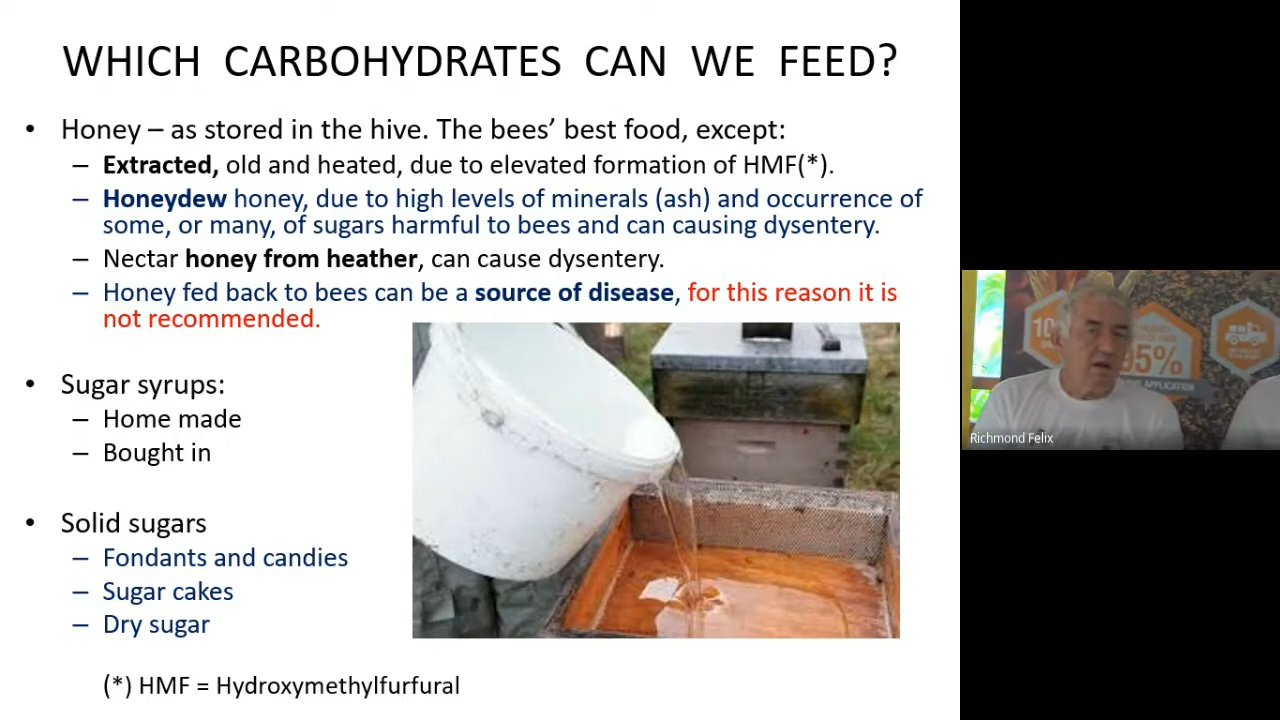 WHICH CARBOHYDRATES CAN WE FEED?
• Honey – as stored in the hive. The bees’ best food, except:
– Extracted, old and heated, due to elevated formation of HMF(*).
– Honeydew honey, due to high levels of minerals (ash) and occurrence of
some, or many, of sugars harmful to bees and can causing dysentery.
– Nectar honey from heather, can cause dysentery.
– Honey fed back to bees can be a source of disease, for this reason it is
not recommended.
• Sugar syrups:
– Home made
– Bought in
• Solid sugars
– Fondants and candies
– Sugar cakes
– Dry sugar
(*) HMF = Hydroxymethylfurfural
95%
APPLICATION
Richmond Felix